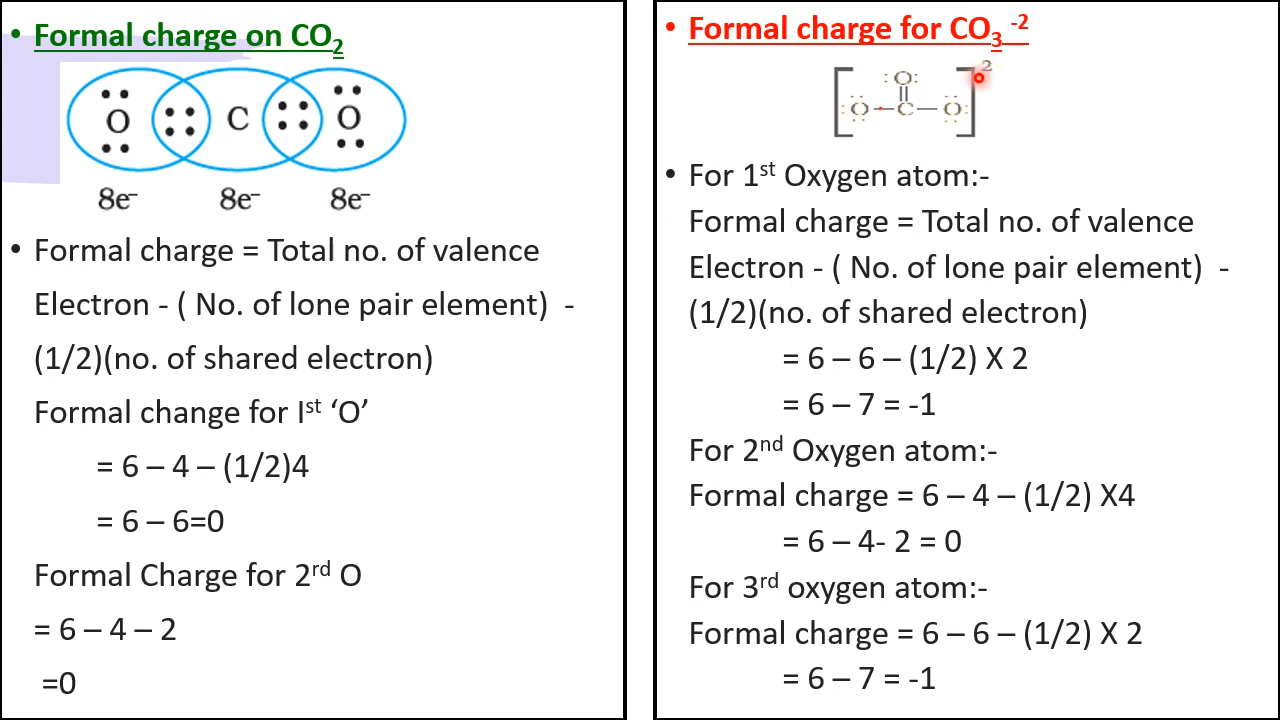 • Formal charge on CO₂
O C O
8e⁻ 8e⁻ 8e⁻
• Formal charge = Total no. of valence
Electron - ( No. of lone pair element) -
(1/2)(no. of shared electron)
Formal change for Iˢᵗ ‘O’
= 6 – 4 – (1/2)4
= 6 – 6=0
Formal Charge for 2ʳᵈ O
= 6 – 4 – 2
=0
• Formal charge for CO₃ ⁻²
:O:
:O – C – O:
2
• For 1ˢᵗ Oxygen atom:-
Formal charge = Total no. of valence
Electron - ( No. of lone pair element) -
(1/2)(no. of shared electron)
= 6 – 6 – (1/2) X 2
= 6 – 7 = -1
For 2ⁿᵈ Oxygen atom:-
Formal charge = 6 – 4 – (1/2) X4
= 6 – 4- 2 = 0
For 3ʳᵈ oxygen atom:-
Formal charge = 6 – 6 – (1/2) X 2
= 6 – 7 = -1